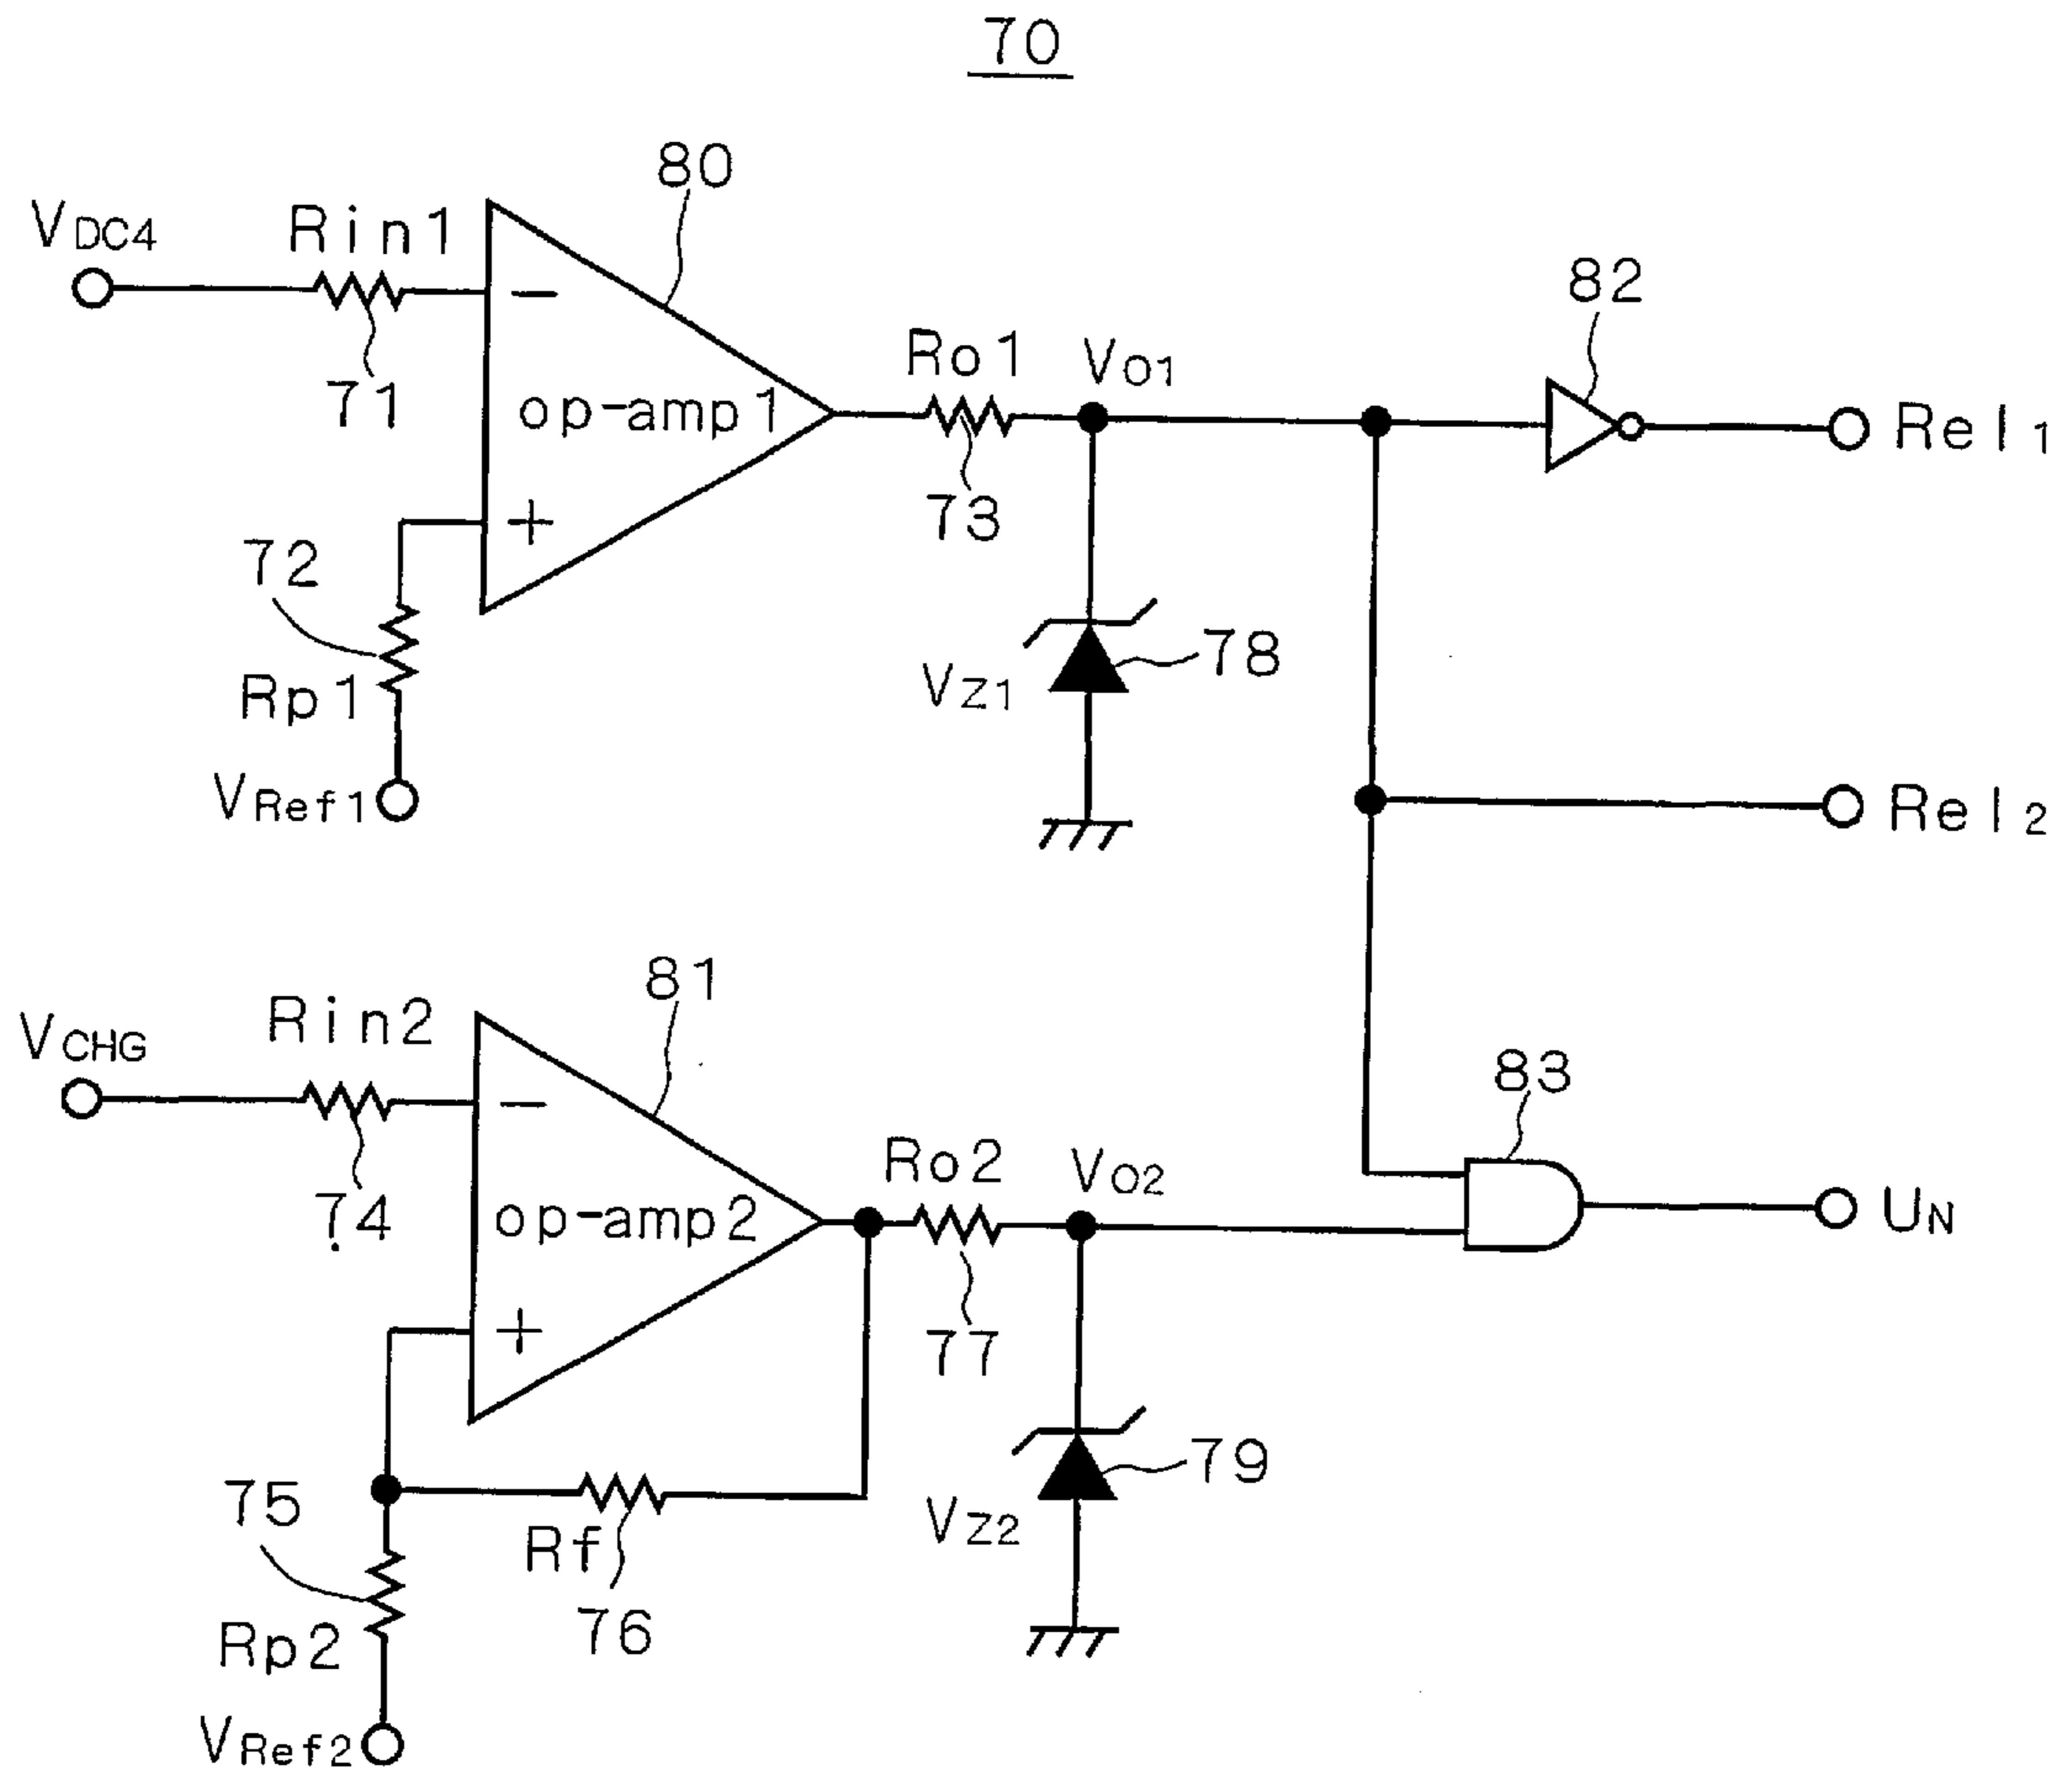 70
80
VDC4
Rin1
71
−
op-amp1
+
72
Rp1
VRef1
Ro1
73
VO1
VZ1
78
82
Rel1
Rel2
81
VCHG
Rin2
74
−
op-amp2
+
75
Rp2
VRef2
Rf
76
Ro2
77
VO2
VZ2
79
83
UN